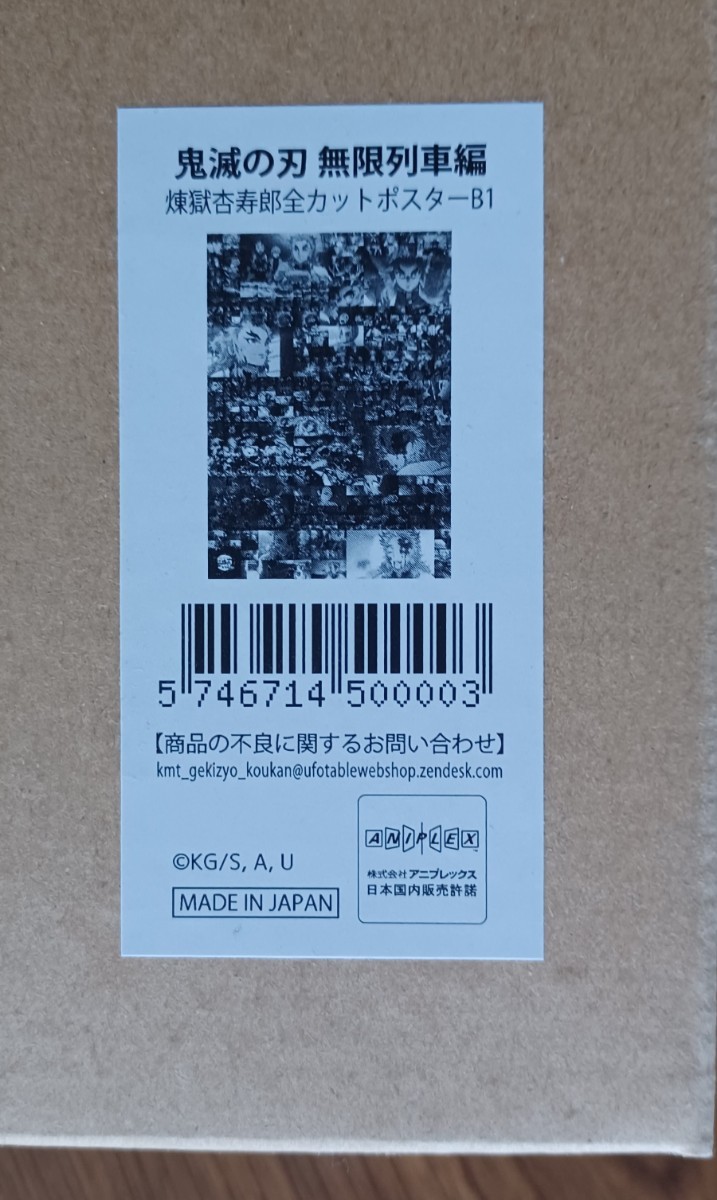 鬼滅の刃 無限列車編
煉獄杏寿郎全カットポスターB1
5 746714 500003
【商品の不良に関するお問い合わせ】
kmt_gekizyo_koukan@ufotablewebshop.zendesk.com
©KG/S, A, U
MADE IN JAPAN
ANIPLEX
株式会社 アニプレックス
日本国内販売許諾